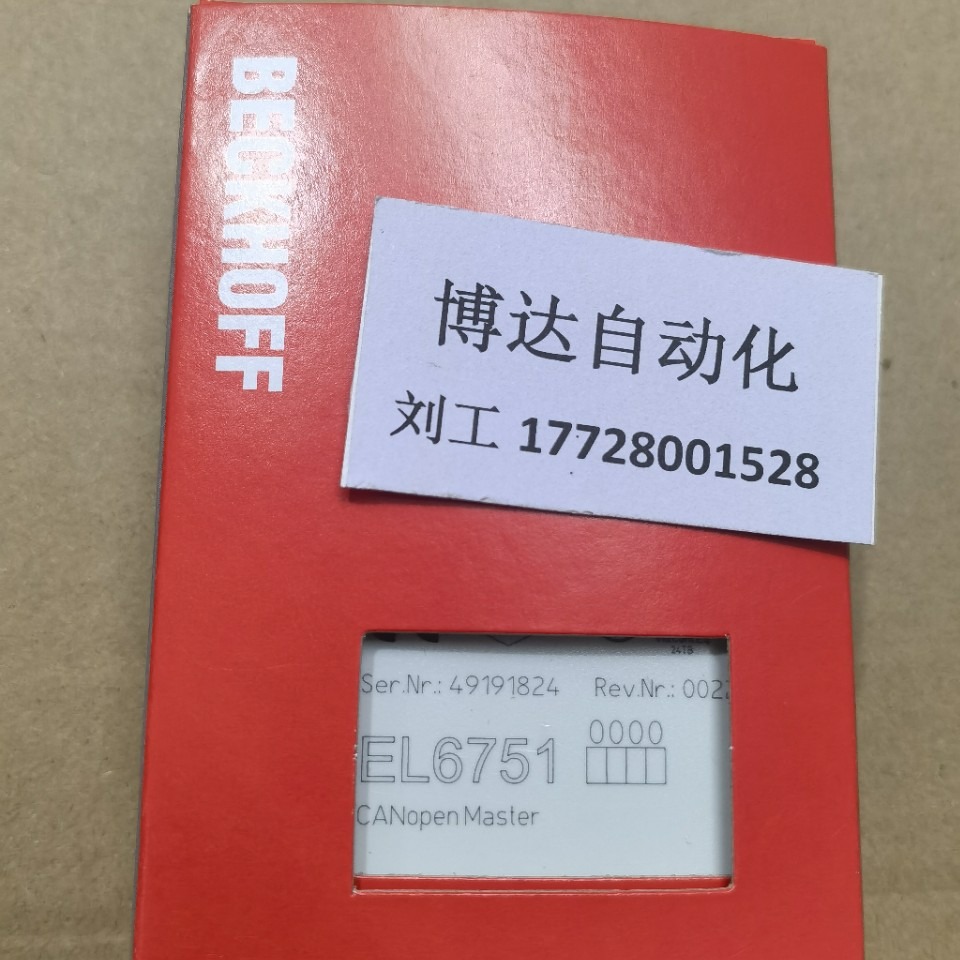 BECKHOFF
博达自动化
刘工 17728001528
24TB
Ser.Nr.: 49191824 Rev.Nr.: 002
EL6751 0000
CANopen Master